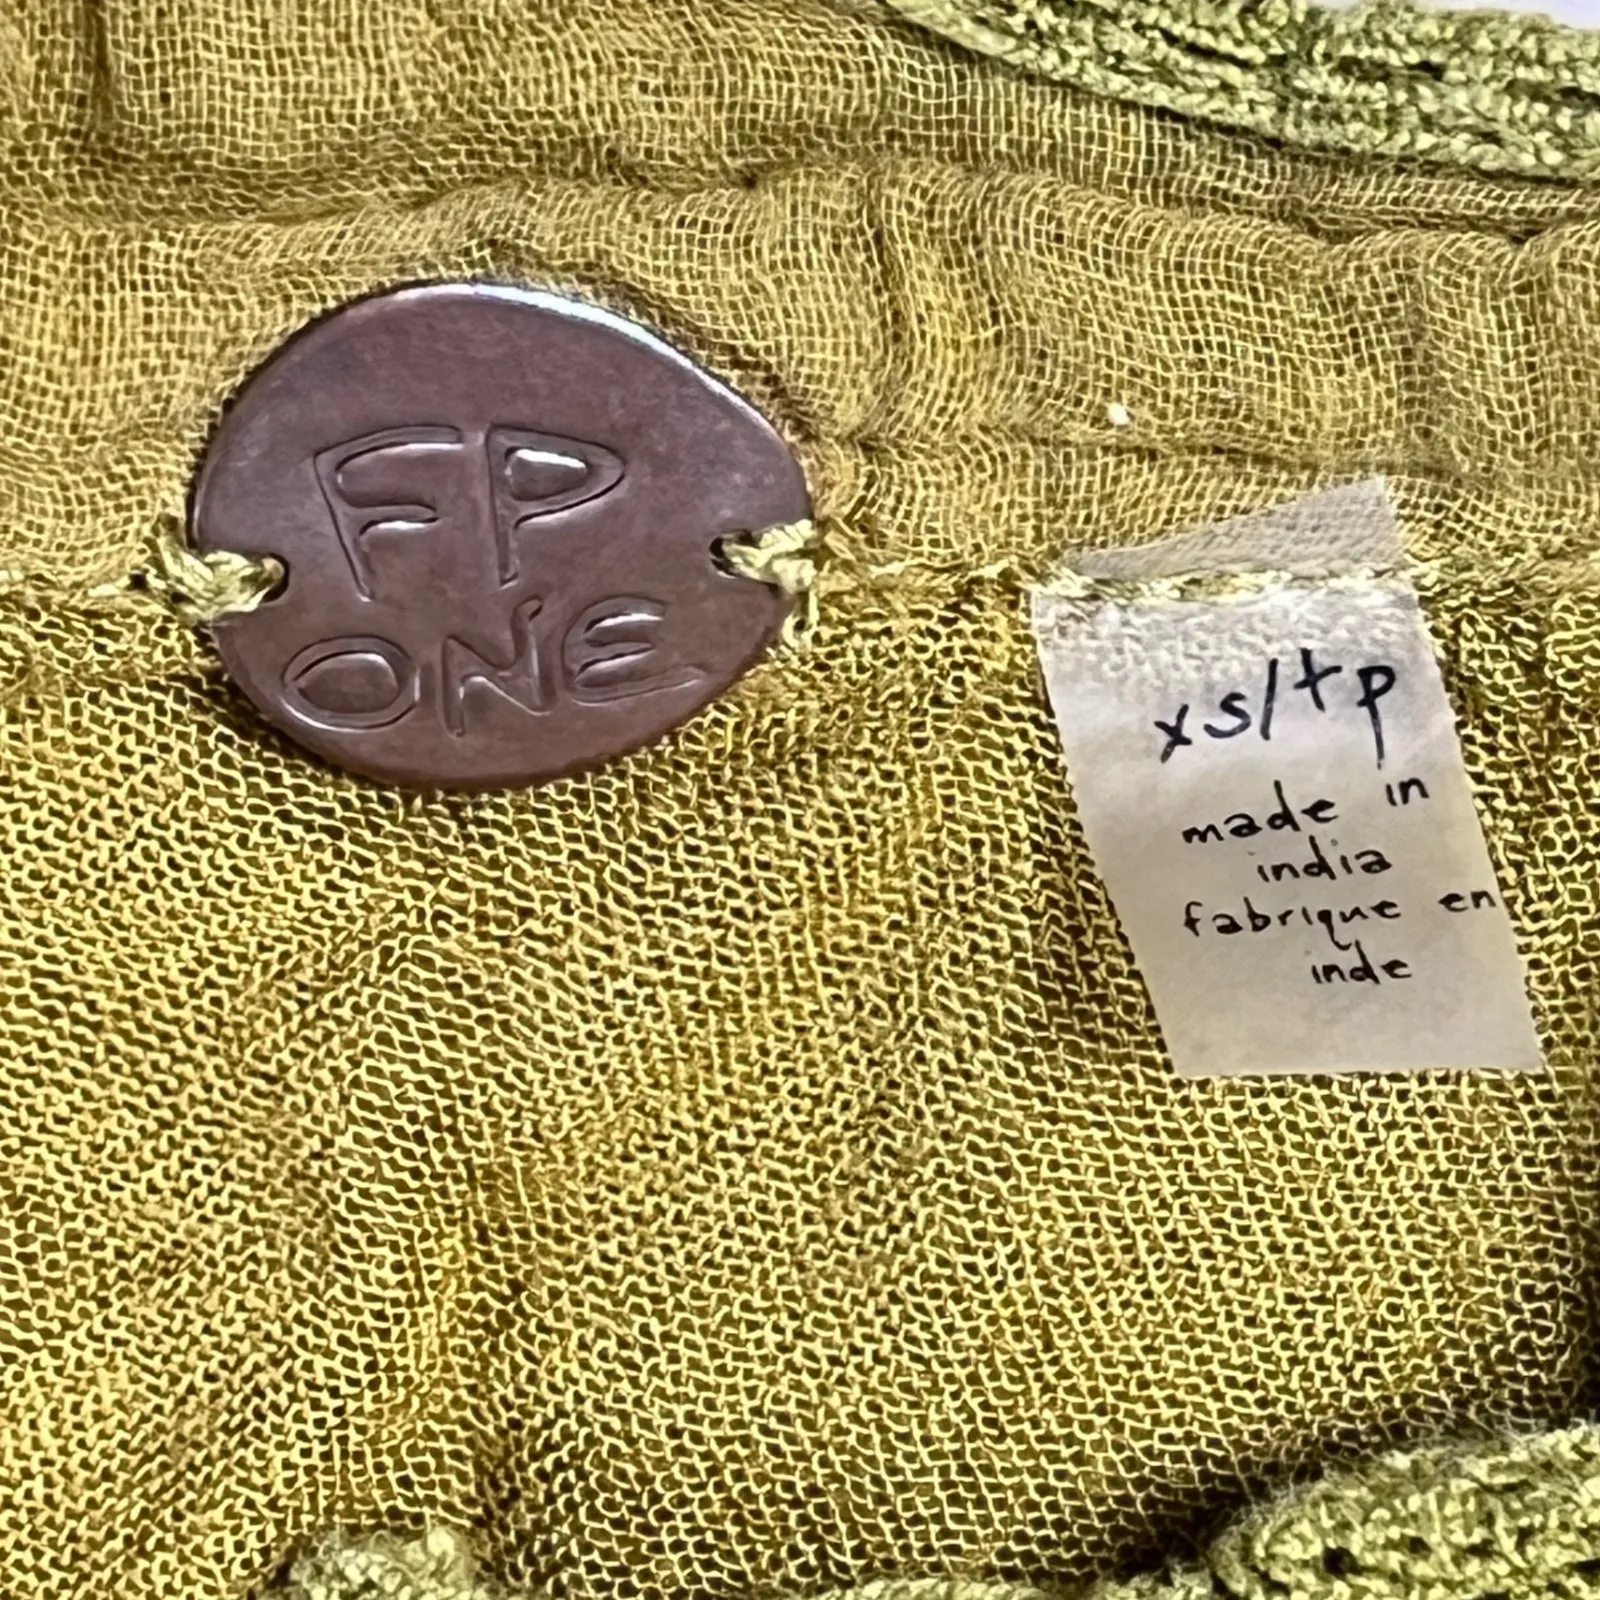 FP
ONE
xs/tp
made in
india
fabrique en
inde